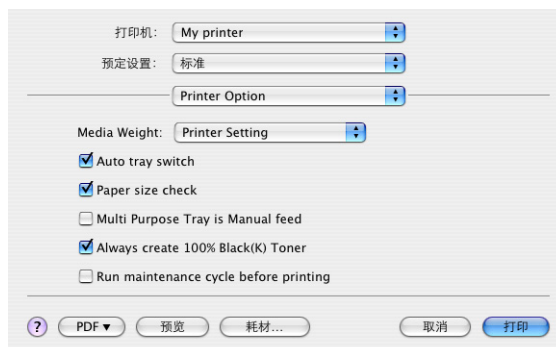 打印机: My printer
预定设置: 标准
Printer Option
Media Weight: Printer Setting
Auto tray switch
Paper size check
Multi Purpose Tray is Manual feed
Always create 100% Black(K) Toner
Run maintenance cycle before printing
? PDF▼ 预览 耗材... 取消 打印